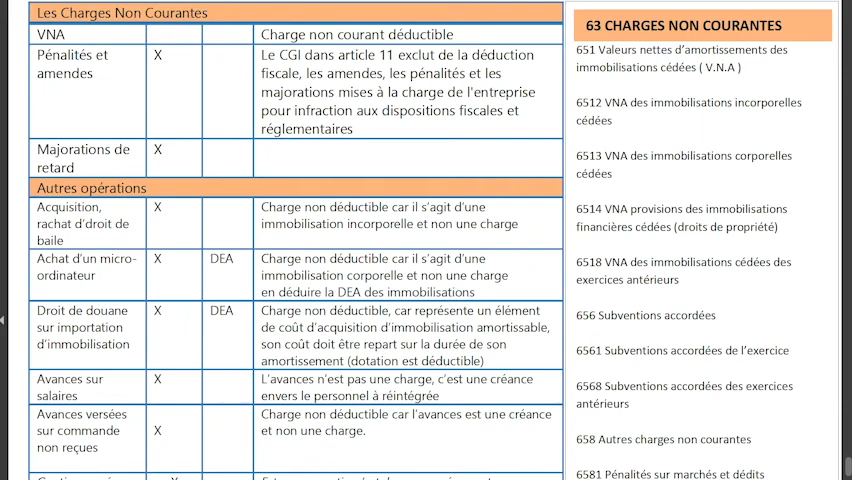 Les Charges Non Courantes
VNA
Charge non courant déductible
Pénalités et
amendes
X
Le CGI dans article 11 exclut de la déduction
fiscale, les amendes, les pénalités et les
majorations mises à la charge de l'entreprise
pour infraction aux dispositions fiscales et
réglementaires
Majorations de
retard
X
Autres opérations
Acquisition,
rachat d’droit de
baile
X
Charge non déductible car il s’agit d’une
immobilisation incorporelle et non une charge
Achat d’un micro-
ordinateur
X
DEA
Charge non déductible car il s’agit d’une
immobilisation corporelle et non une charge
en déduire la DEA des immobilisations
Droit de douane
sur importation
d’immobilisation
X
DEA
Charge non déductible, car représente un élément
de coût d’acquisition d’immobilisation amortissable,
son coût doit être repart sur la durée de son
amortissement (dotation est déductible)
Avances sur
salaires
X
L’avances n’est pas une charge, c’est une créance
envers le personnel à réintégrée
Avances versées
sur commande
non reçues
X
Charge non déductible car l’avances est une créance
et non une charge.
63 CHARGES NON COURANTES
651 Valeurs nettes d’amortissements des
immobilisations cédées ( V.N.A )
6512 VNA des immobilisations incorporelles
cédées
6513 VNA des immobilisations corporelles
cédées
6514 VNA provisions des immobilisations
financières cédées (droits de propriété)
6518 VNA des immobilisations cédées des
exercices antérieurs
656 Subventions accordées
6561 Subventions accordées de l’exercice
6568 Subventions accordées des exercices
antérieurs
658 Autres charges non courantes
6581 Pénalités sur marchés et dédits